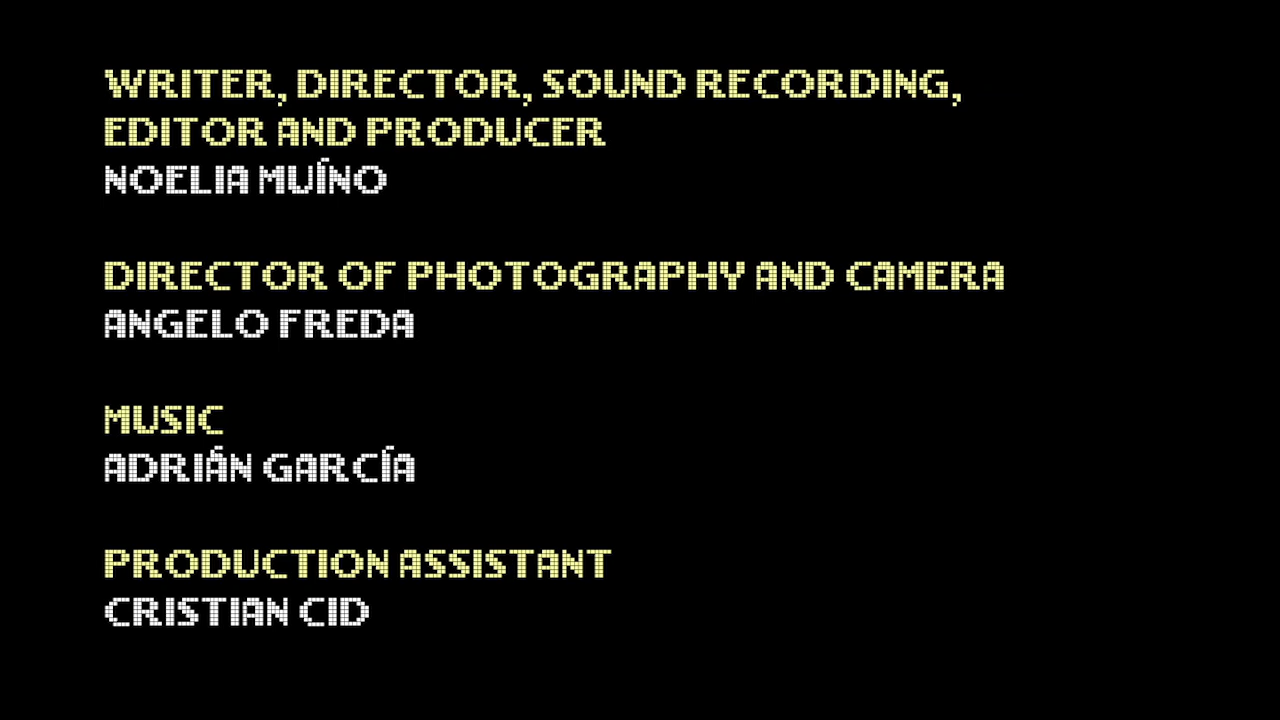 WRITER, DIRECTOR, SOUND RECORDING,
EDITOR AND PRODUCER
NOELIA MUÍÑO
DIRECTOR OF PHOTOGRAPHY AND CAMERA
ANGELO FREDA
MUSIC
ADRIÁN GARCÍA
PRODUCTION ASSISTANT
CRISTIAN CID